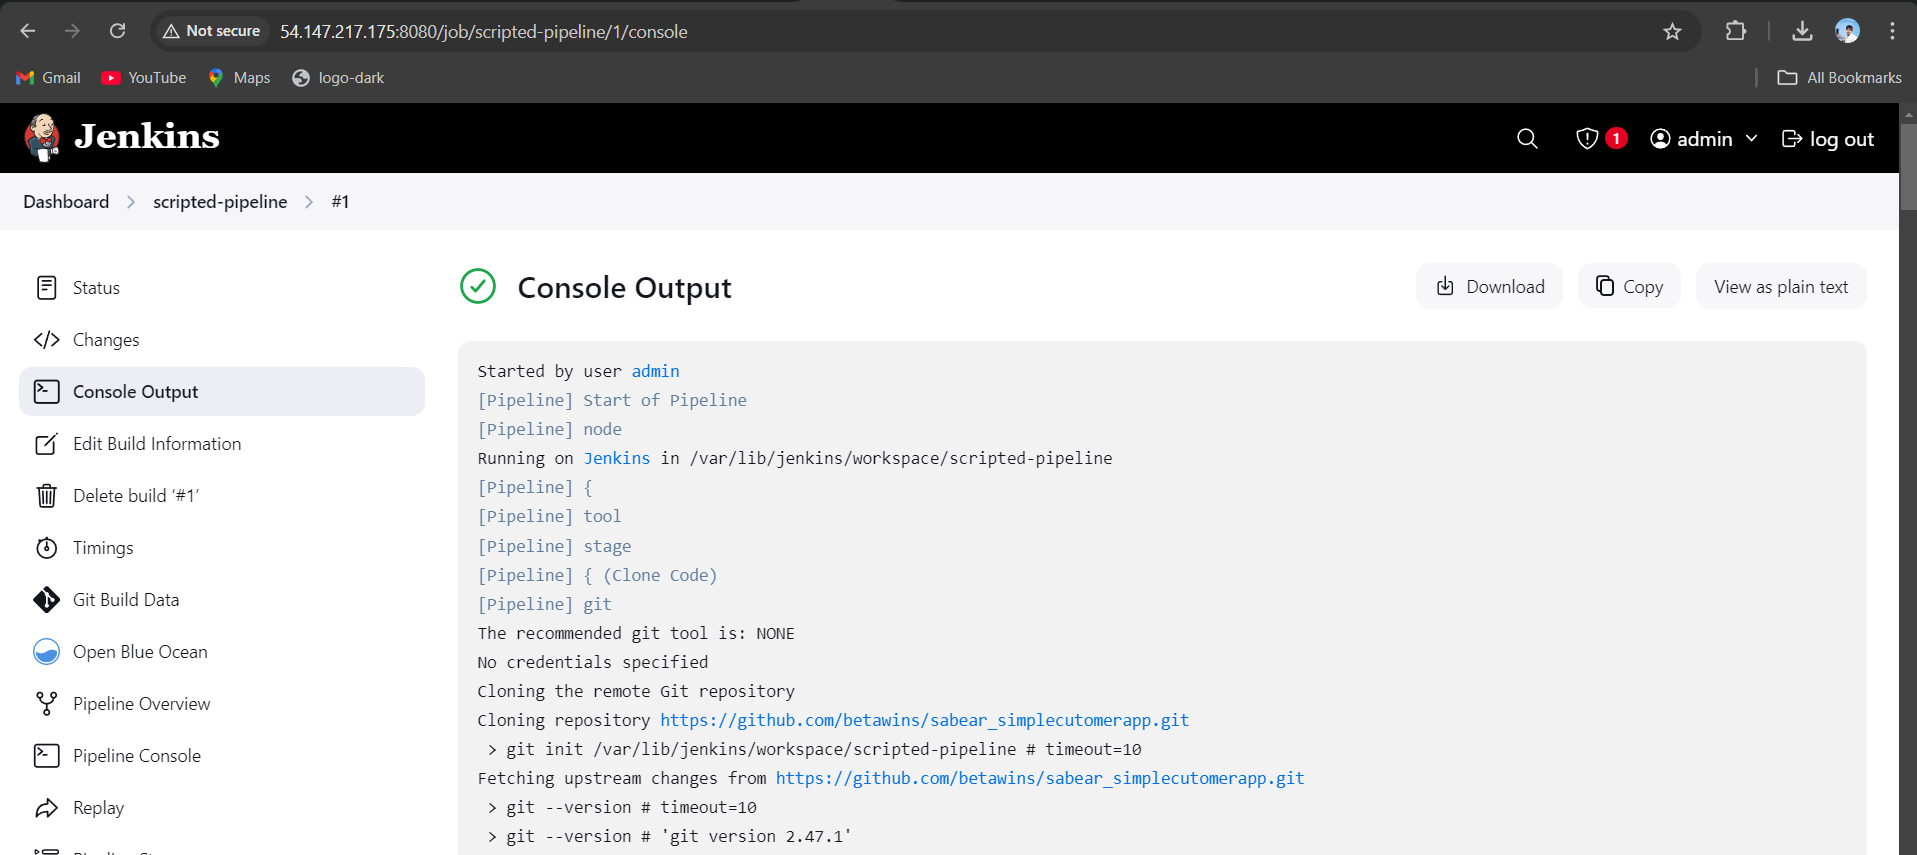 Not secure 54.147.217.175:8080/job/scripted-pipeline/1/console
Gmail YouTube Maps logo-dark All Bookmarks
Jenkins 1 admin log out
Dashboard scripted-pipeline #1
Status
Changes
Console Output
Edit Build Information
Delete build ‘#1’
Timings
Git Build Data
Open Blue Ocean
Pipeline Overview
Pipeline Console
Replay
Console Output Download Copy View as plain text
Started by user admin
[Pipeline] Start of Pipeline
[Pipeline] node
Running on Jenkins in /var/lib/jenkins/workspace/scripted-pipeline
[Pipeline] {
[Pipeline] tool
[Pipeline] stage
[Pipeline] { (Clone Code)
[Pipeline] git
The recommended git tool is: NONE
No credentials specified
Cloning the remote Git repository
Cloning repository https://github.com/betawins/sabear_simplecutomerapp.git
> git init /var/lib/jenkins/workspace/scripted-pipeline # timeout=10
Fetching upstream changes from https://github.com/betawins/sabear_simplecutomerapp.git
> git --version # timeout=10
> git --version # 'git version 2.47.1'